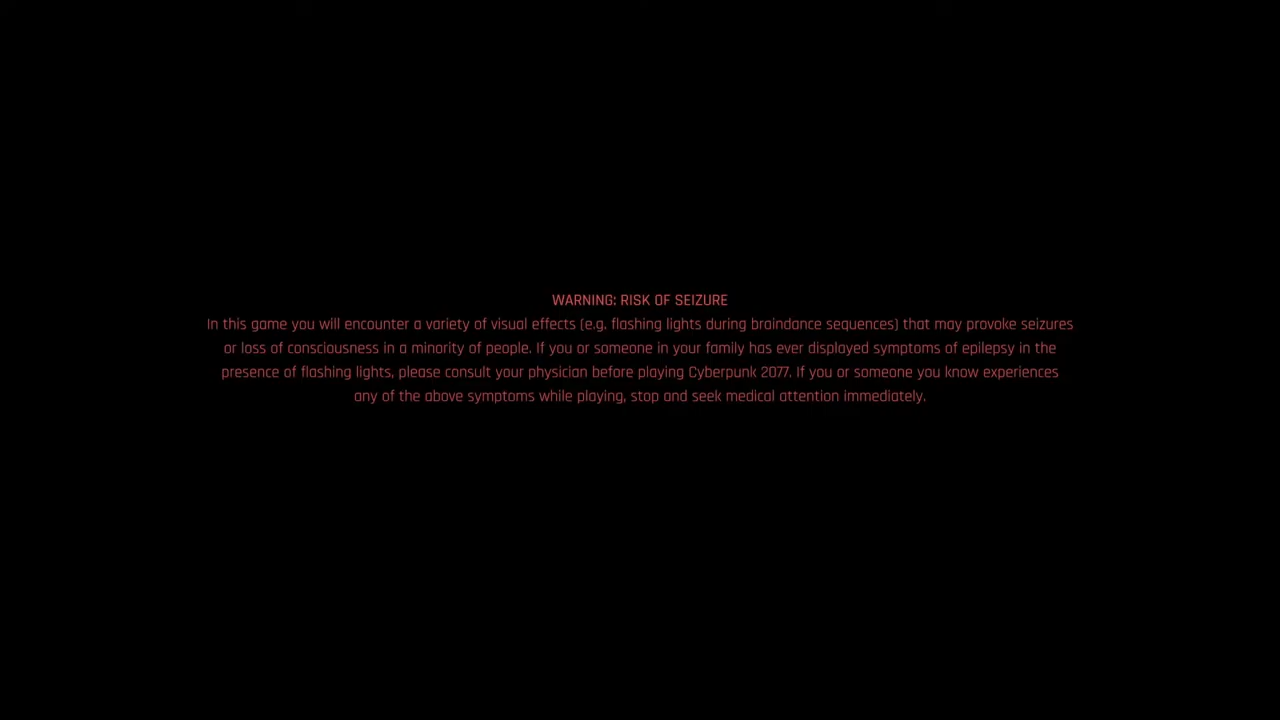 WARNING: RISK OF SEIZURE
In this game you will encounter a variety of visual effects (e.g. flashing lights during braindance sequences) that may provoke seizures
or loss of consciousness in a minority of people. If you or someone in your family has ever displayed symptoms of epilepsy in the
presence of flashing lights, please consult your physician before playing Cyberpunk 2077. If you or someone you know experiences
any of the above symptoms while playing, stop and seek medical attention immediately.